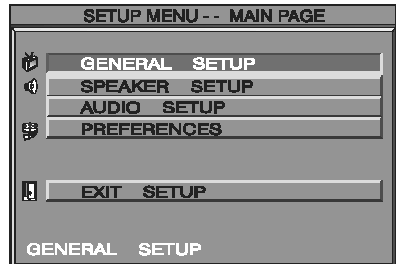 SETUP MENU - - MAIN PAGE
GENERAL SETUP
SPEAKER SETUP
AUDIO SETUP
PREFERENCES
EXIT SETUP
GENERAL SETUP